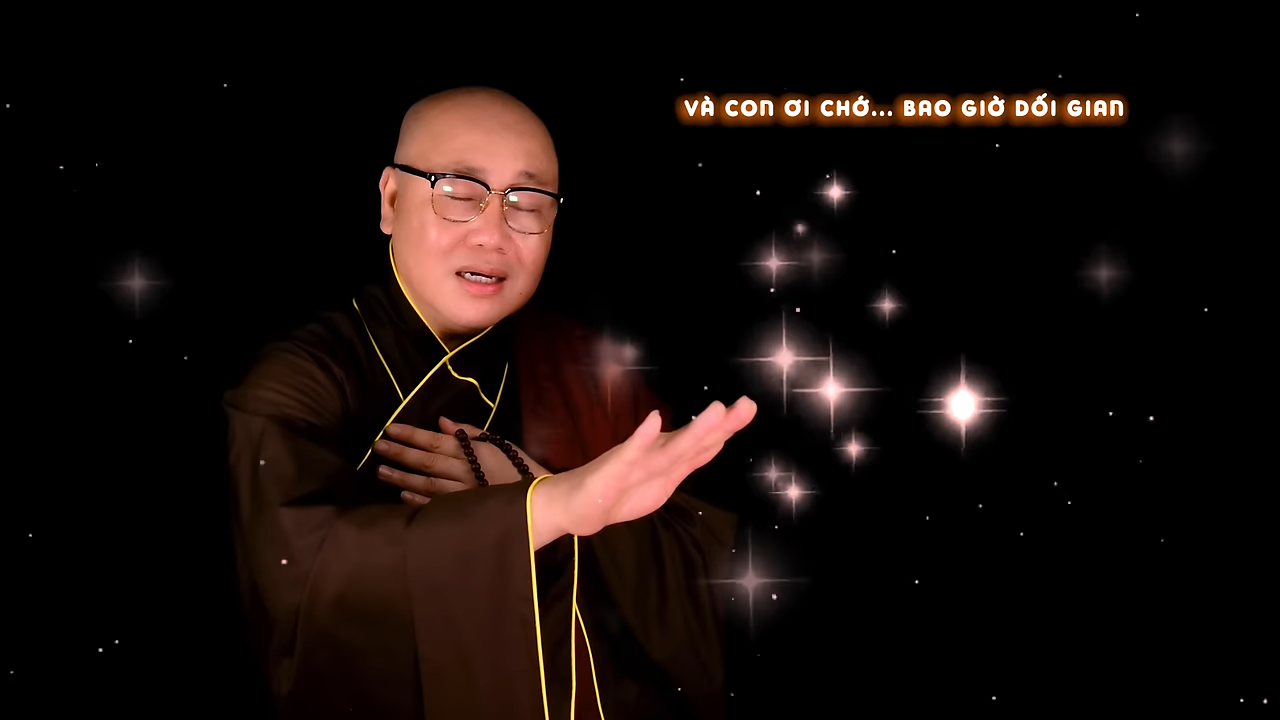 VÀ CON ƠI CHỚ... BAO GIỜ DỐI GIAN